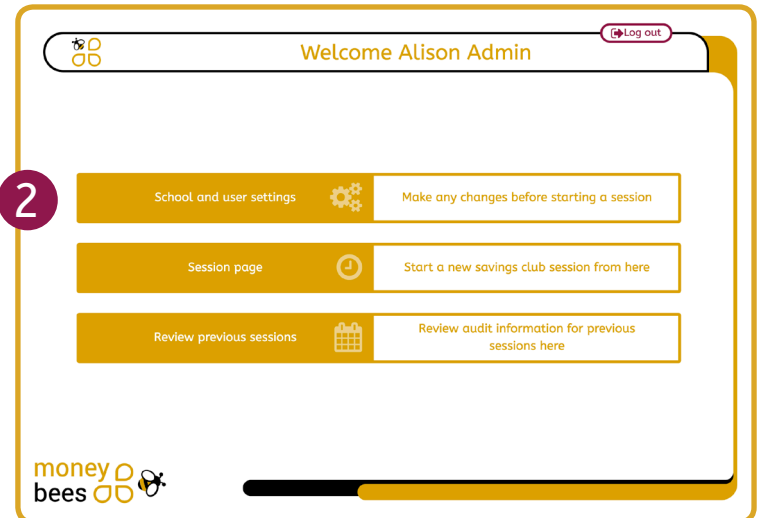 Log out
Welcome Alison Admin
2
School and user settings
Make any changes before starting a session
Session page
Start a new savings club session from here
Review previous sessions
Review audit information for previous
sessions here
money
bees